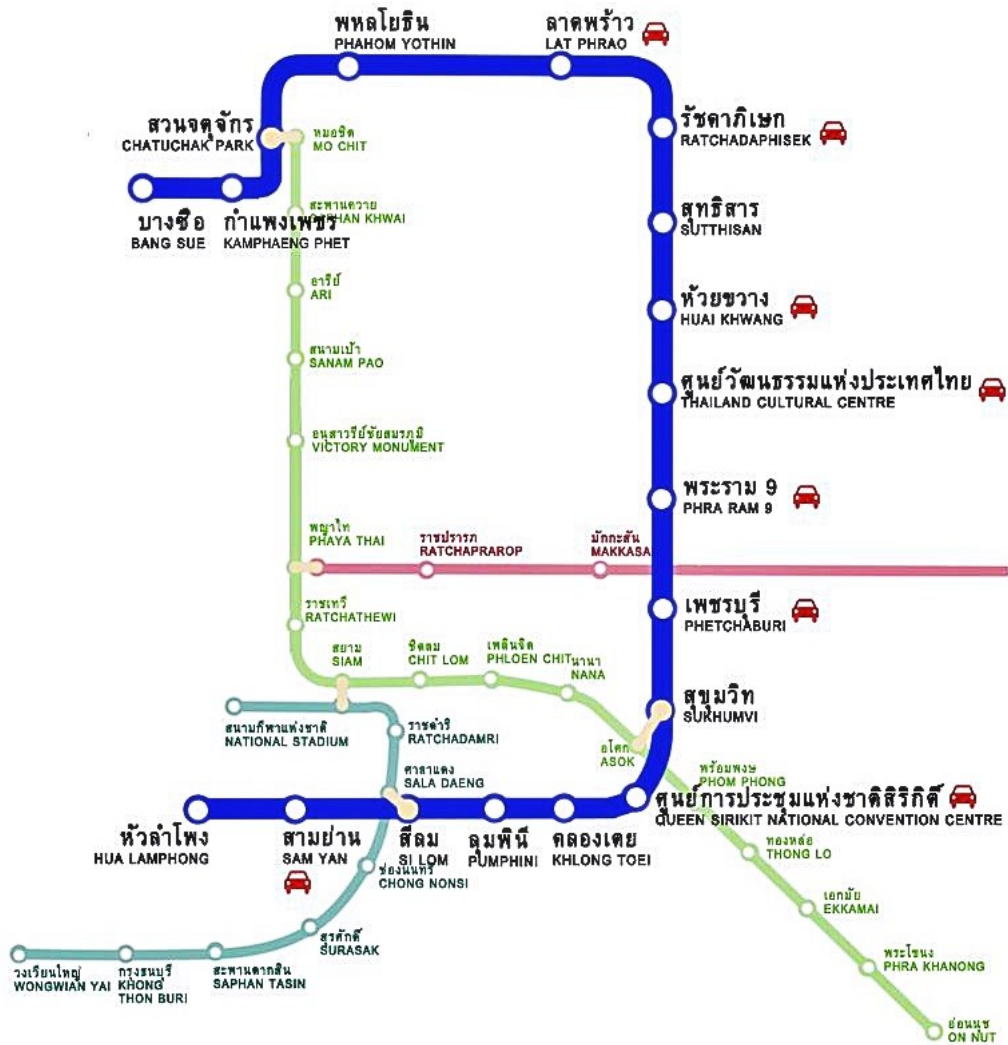 พหลโยธิน
PHAHOM YOTHIN
ลาดพร้าว
LAT PHRAO
สวนจตุจักร
CHATUCHAK PARK
หมอชิต
MO CHIT
รัชดาภิเษก
RATCHADAPHISEK
บางซื่อ
BANG SUE
กำแพงเพชร
KAMPHAENG PHET
สะพานควาย
SAPHAN KHWAI
สุทธิสาร
SUTTHISAN
อารีย์
ARI
ห้วยขวาง
HUAI KHWANG
สนามเป้า
SANAM PAO
ศูนย์วัฒนธรรมแห่งประเทศไทย
THAILAND CULTURAL CENTRE
อนุสาวรีย์ชัยสมรภูมิ
VICTORY MONUMENT
พระราม 9
PHRA RAM 9
พญาไท
PHAYA THAI
ราชปรารภ
RATCHAPRAROP
มักกะสัน
MAKKASA
ราชเทวี
RATCHATHEWI
เพชรบุรี
PHETCHABURI
สยาม
SIAM
ชิดลม
CHIT LOM
เพลินจิต
PHLOEN CHIT
นานา
NANA
สุขุมวิท
SUKHUMVI
สนามกีฬาแห่งชาติ
NATIONAL STADIUM
ราชดำริ
RATCHADAMRI
อโศก
ASOK
ศาลาแดง
SALA DAENG
พร้อมพงษ์
PHOM PHONG
ศูนย์การประชุมแห่งชาติสิริกิติ์
QUEEN SIRIKIT NATIONAL CONVENTION CENTRE
หัวลำโพง
HUA LAMPHONG
สามย่าน
SAM YAN
สีลม
SI LOM
ลุมพินี
PUMPHINI
คลองเตย
KHLONG TOEI
ช่องนนทรี
CHONG NONSI
ทองหล่อ
THONG LO
เอกมัย
EKKAMAI
สุรศักดิ์
SURASAK
วงเวียนใหญ่
WONGWIAN YAI
กรุงธนบุรี
KHONG
THON BURI
สะพานตากสิน
SAPHAN TASIN
พระโขนง
PHRA KHANONG
อ่อนนุช
ON NUT